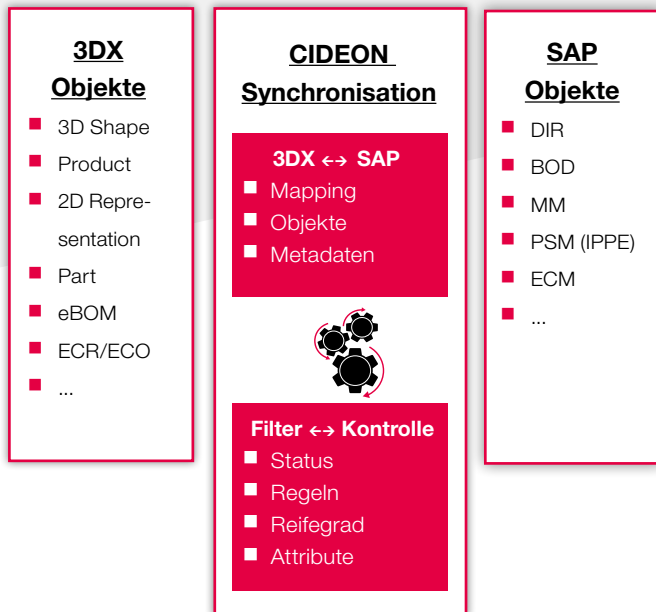 3DX
Objekte
3D Shape
Product
2D Repre-
sentation
Part
eBOM
ECR/ECO
...
CIDEON
Synchronisation
3DX ↔ SAP
Mapping
Objekte
Metadaten
Filter ↔ Kontrolle
Status
Regeln
Reifegrad
Attribute
SAP
Objekte
DIR
BOD
MM
PSM (IPPE)
ECM
...